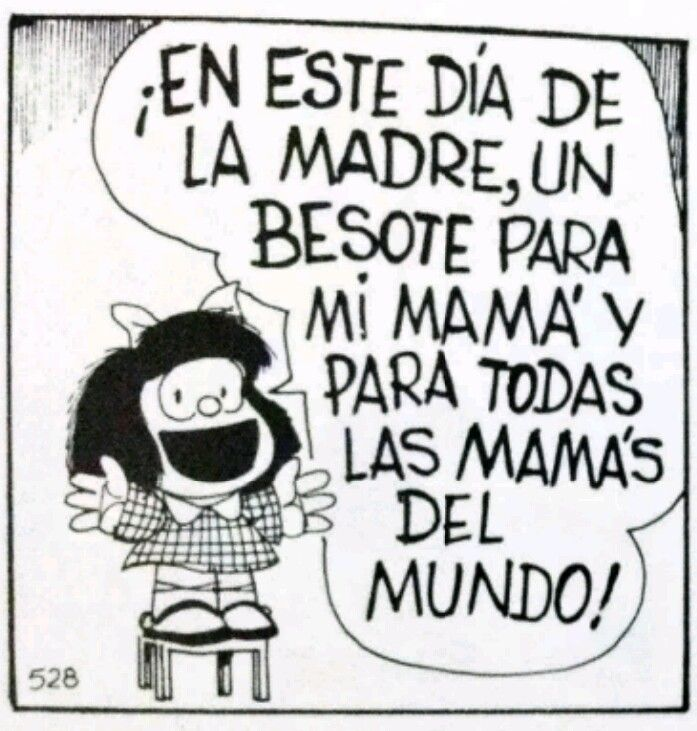 ¡EN ESTE DÍA DE
LA MADRE, UN
BESOTE PARA
MI MAMÁ Y
PARA TODAS
LAS MAMÁS
DEL
MUNDO!
528